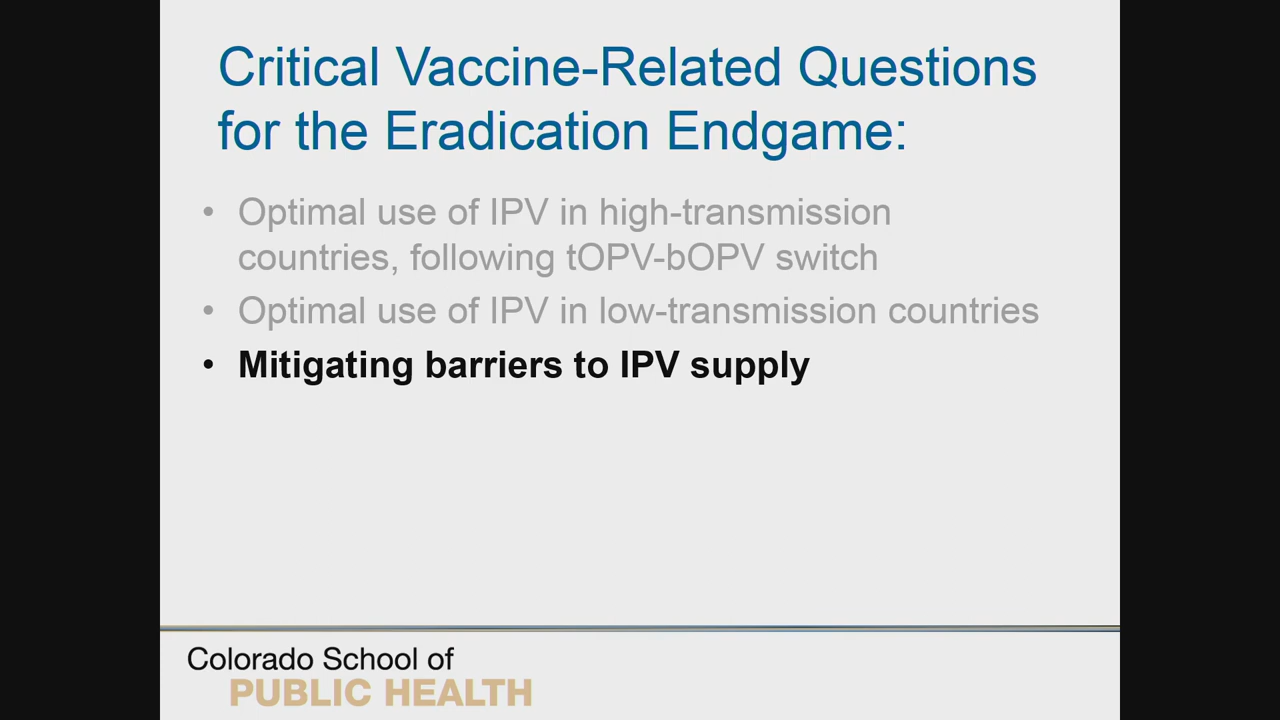 Critical Vaccine-Related Questions
for the Eradication Endgame:
• Optimal use of IPV in high-transmission
countries, following tOPV-bOPV switch
• Optimal use of IPV in low-transmission countries
• Mitigating barriers to IPV supply
Colorado School of
PUBLIC HEALTH